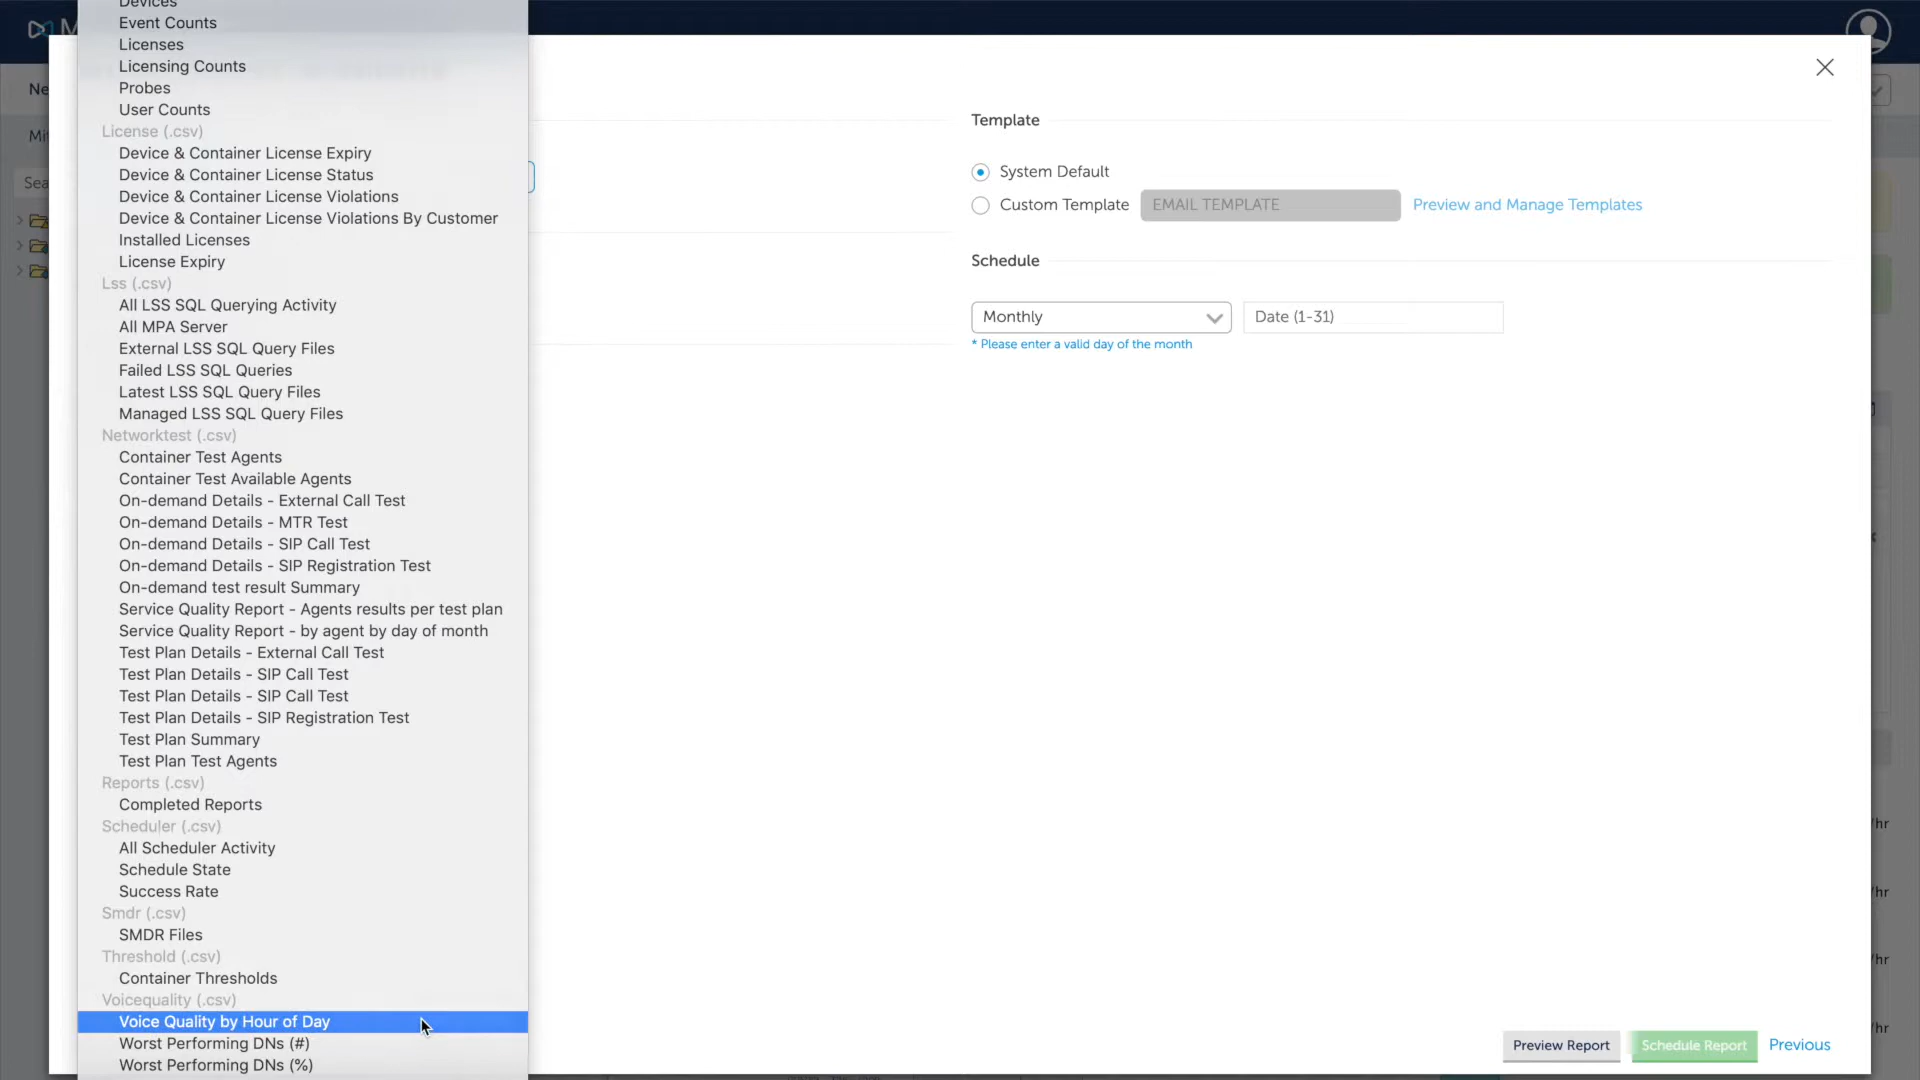 Devices
Event Counts
Licenses
Licensing Counts
Probes
User Counts
License (.csv)
Device & Container License Expiry
Device & Container License Status
Device & Container License Violations
Device & Container License Violations By Customer
Installed Licenses
License Expiry
Lss (.csv)
All LSS SQL Querying Activity
All MPA Server
External LSS SQL Query Files
Failed LSS SQL Queries
Latest LSS SQL Query Files
Managed LSS SQL Query Files
Networktest (.csv)
Container Test Agents
Container Test Available Agents
On-demand Details - External Call Test
On-demand Details - MTR Test
On-demand Details - SIP Call Test
On-demand Details - SIP Registration Test
On-demand test result Summary
Service Quality Report - Agents results per test plan
Service Quality Report - by agent by day of month
Test Plan Details - External Call Test
Test Plan Details - SIP Call Test
Test Plan Details - SIP Call Test
Test Plan Details - SIP Registration Test
Test Plan Summary
Test Plan Test Agents
Reports (.csv)
Completed Reports
Scheduler (.csv)
All Scheduler Activity
Schedule State
Success Rate
Smdr (.csv)
SMDR Files
Threshold (.csv)
Container Thresholds
Voicequality (.csv)
Voice Quality by Hour of Day
Worst Performing DNs (#)
Worst Performing DNs (%)
Template
System Default
Custom Template EMAIL TEMPLATE Preview and Manage Templates
Schedule
Monthly Date (1-31)
* Please enter a valid day of the month
Preview Report Schedule Report Previous
/hr
/hr
/hr
/hr